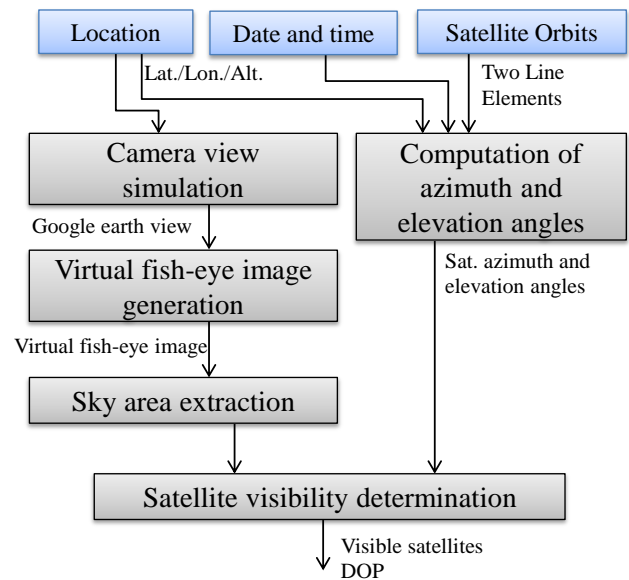 Location
Date and time
Satellite Orbits
Lat./Lon./Alt.
Two Line
Elements
Camera view
simulation
Computation of
azimuth and
elevation angles
Google earth view
Virtual fish-eye image
generation
Sat. azimuth and
elevation angles
Virtual fish-eye image
Sky area extraction
Satellite visibility determination
Visible satellites
DOP